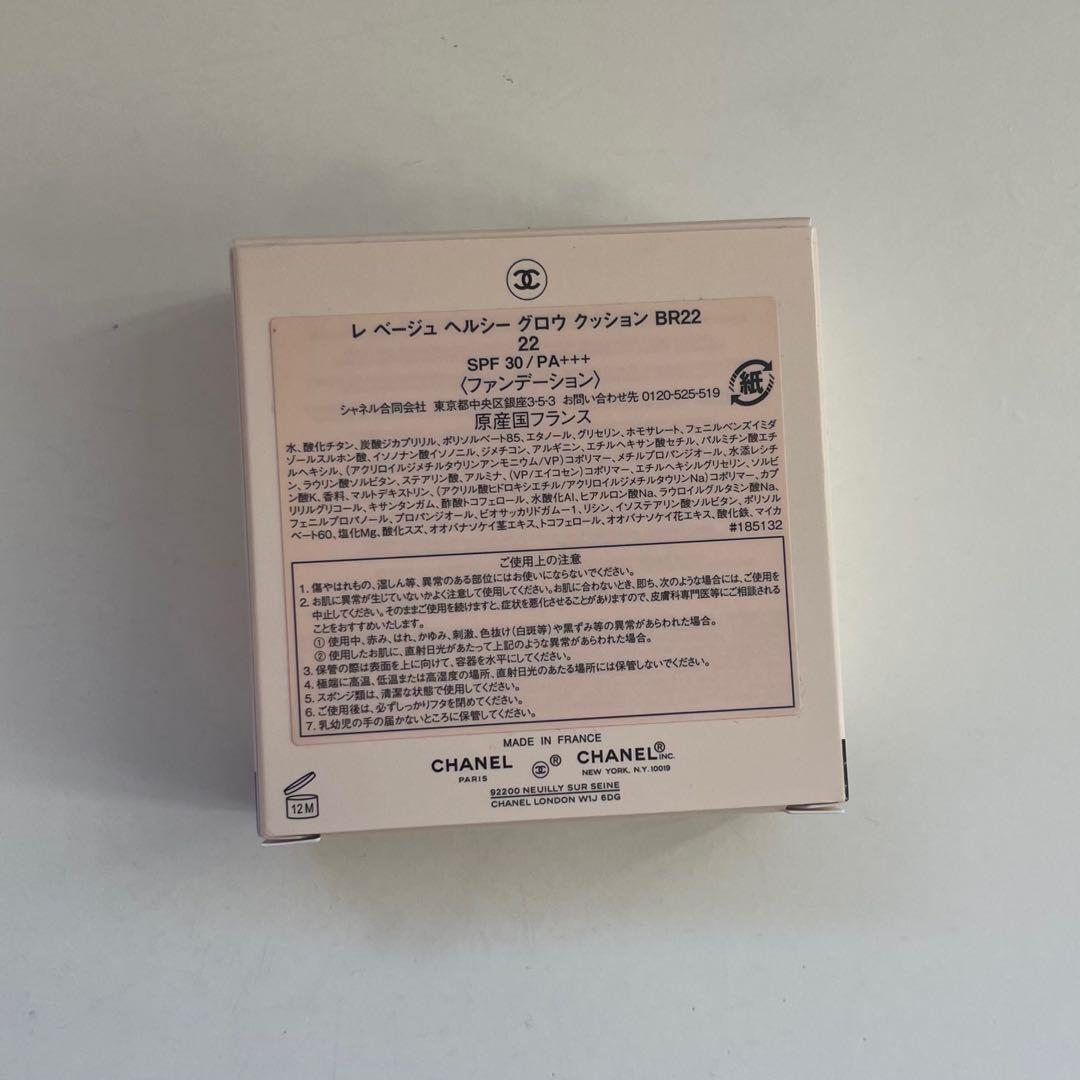 レ ベージュ ヘルシー グロウ クッション BR22
22
SPF 30/PA+++
〈ファンデーション〉
シャネル合同会社 東京都中央区銀座3-5-3 お問い合わせ先 0120-525-519
紙
原産国フランス
水、酸化チタン、炭酸ジカプリリル、ポリソルベート85、エタノール、グリセリン、ホモサレート、フェニルベンズイミダ
ゾールスルホン酸、イソノナン酸イソノニル、ジメチコン、アルギニン、エチルヘキサン酸セチル、パルミチン酸エチ
ルヘキシル、(アクリロイルジメチルタウリンアンモニウム/VP)コポリマー、メチルプロパンジオール、水添レシチ
ン、ラウリン酸ソルビタン、ステアリン酸、アルミナ、(VP/エイコセン)コポリマー、エチルヘキシルグリセリン、ソルビ
ン酸K、香料、マルトデキストリン、(アクリル酸ヒドロキシエチル/アクリロイルジメチルタウリンNa)コポリマー、カプ
リリルグリコール、キサンタンガム、酢酸トコフェロール、水酸化Al、ヒアルロン酸Na、ラウロイルグルタミン酸Na、
フェニルプロパノール、プロパンジオール、ビオサッカリドガム-1、リシン、イソステアリン酸ソルビタン、ポリソル
ベート60、塩化Mg、酸化スズ、オオバナソケイ茎エキス、トコフェロール、オオバナソケイ花エキス、酸化鉄、マイカ
#185132
ご使用上の注意
1. 傷やはれもの、湿しん等、異常のある部位にはお使いにならないでください。
2. お肌に異常が生じていないかよく注意して使用してください。お肌に合わないとき、即ち、次のような場合には、ご使用を
中止してください。そのままご使用を続けますと、症状を悪化させることがありますので、皮膚科専門医等にご相談される
ことをおすすめいたします。
① 使用中、赤み、はれ、かゆみ、刺激、色抜け(白斑等)や黒ずみ等の異常があらわれた場合。
② 使用したお肌に、直射日光があたって上記のような異常があらわれた場合。
3. 保管の際は表面を上に向けて、容器を水平にしてください。
4. 極端に高温、低温または高湿度の場所、直射日光のあたる場所には保管しないでください。
5. スポンジ類は、清潔な状態で使用してください。
6. ご使用後は、必ずしっかりフタを閉めてください。
7. 乳幼児の手の届かないところに保管してください。
MADE IN FRANCE
CHANEL ® CHANEL® INC.
PARIS NEW YORK, N.Y. 10019
92200 NEUILLY SUR SEINE
CHANEL LONDON W1J 6DG
12M